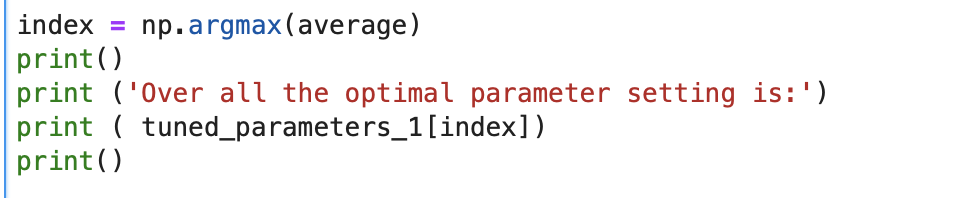 index = np.argmax(average)
print()
print ('Over all the optimal parameter setting is:')
print ( tuned_parameters_1[index])
print()